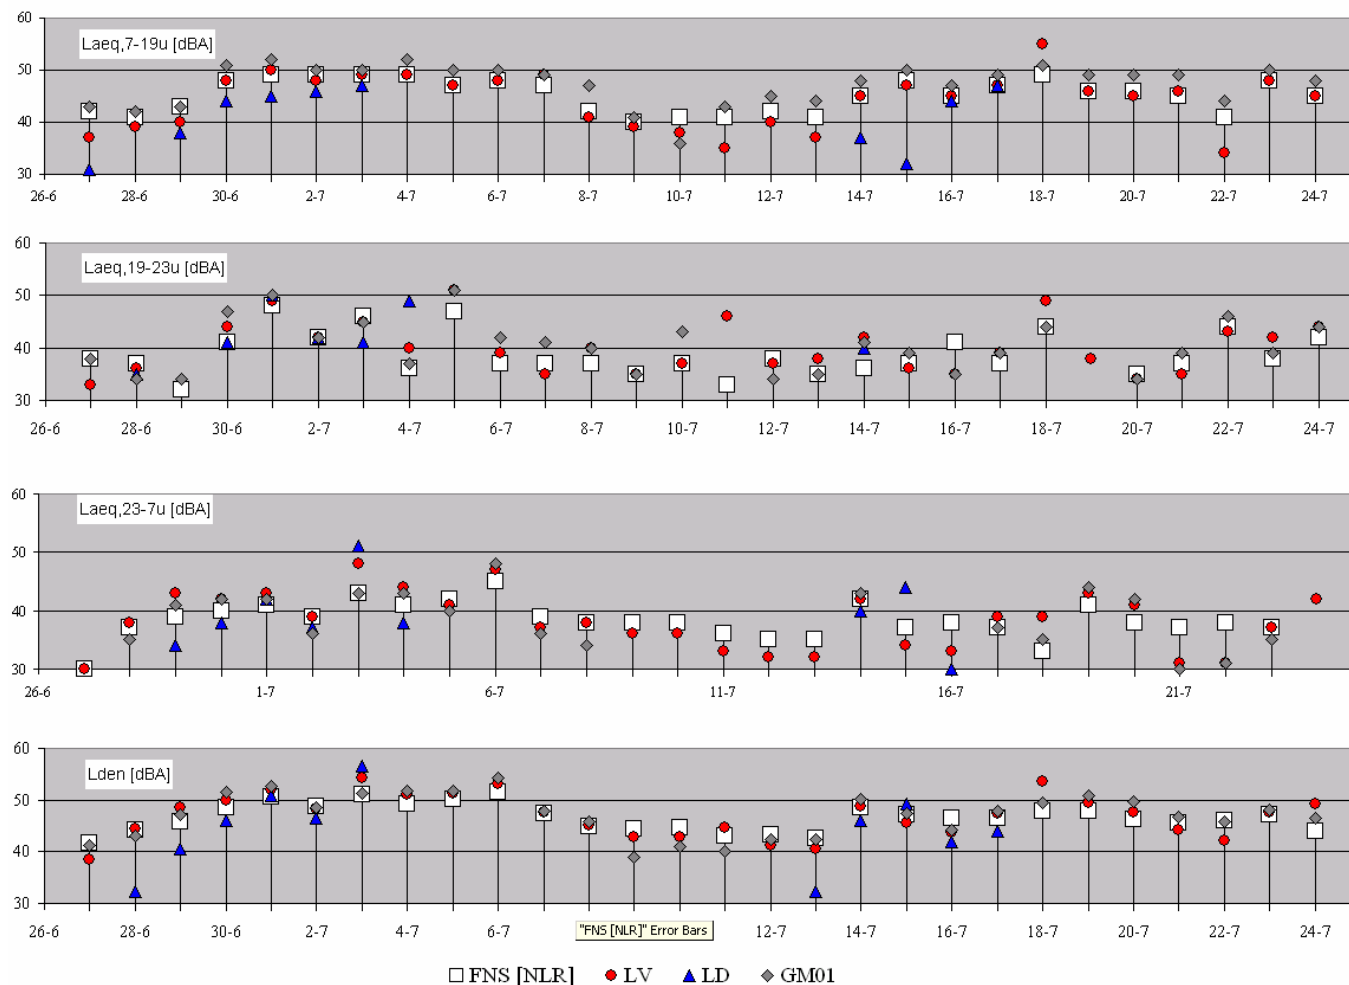 60
Laeq,7-19u [dBA]
50
40
30
26-6 28-6 30-6 2-7 4-7 6-7 8-7 10-7 12-7 14-7 16-7 18-7 20-7 22-7 24-7
60
Laeq,19-23u [dBA]
50
40
30
26-6 28-6 30-6 2-7 4-7 6-7 8-7 10-7 12-7 14-7 16-7 18-7 20-7 22-7 24-7
60
Laeq,23-7u [dBA]
50
40
30
26-6 1-7 6-7 11-7 16-7 21-7
60
Lden [dBA]
50
40
30
26-6 28-6 30-6 2-7 4-7 6-7 "FNS [NLR]" Error Bars 12-7 14-7 16-7 18-7 20-7 22-7 24-7
FNS [NLR] LV LD GM01